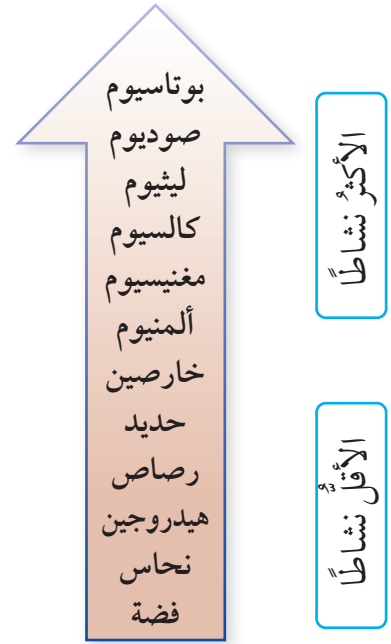 بوتاسيوم
صوديوم
ليثيوم
كالسيوم
مغنيسيوم
ألمنيوم
خارصين
حديد
رصاص
هيدروجين
نحاس
فضة
الأكثرُ نشاطًا
الأقلُّ نشاطًا